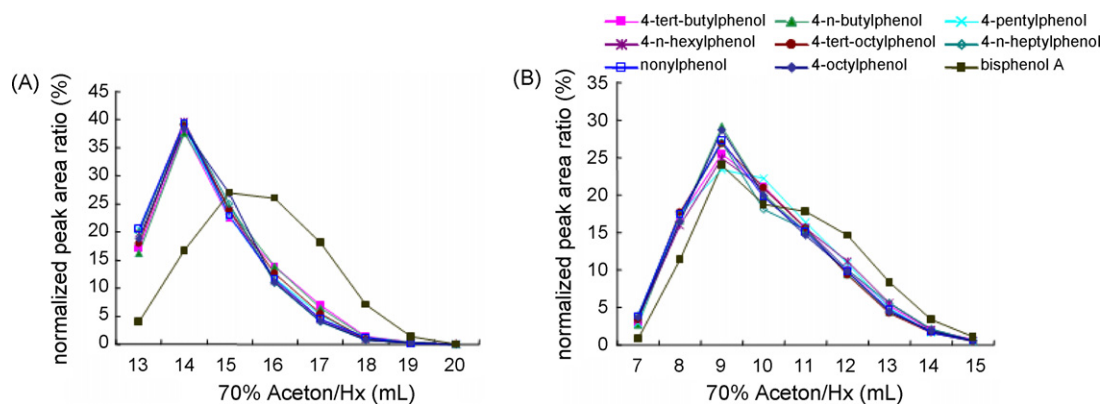 4-tert-butylphenol 4-n-butylphenol 4-pentylphenol
4-n-hexylphenol 4-tert-octylphenol 4-n-heptylphenol
nonylphenol 4-octylphenol bisphenol A
(A)
normalized peak area ratio (%)
45
40
35
30
25
20
15
10
5
0
13 14 15 16 17 18 19 20
70% Aceton/Hx (mL)
(B)
normalized peak area ratio (%)
35
30
25
20
15
10
5
0
7 8 9 10 11 12 13 14 15
70% Aceton/Hx (mL)